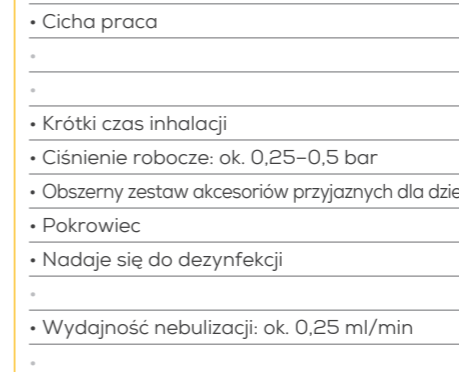 • Cicha praca
•
•
• Krótki czas inhalacji
• Ciśnienie robocze: ok. 0,25–0,5 bar
• Obszerny zestaw akcesoriów przyjaznych dla dzie
• Pokrowiec
• Nadaje się do dezynfekcji
•
• Wydajność nebulizacji: ok. 0,25 ml/min
•